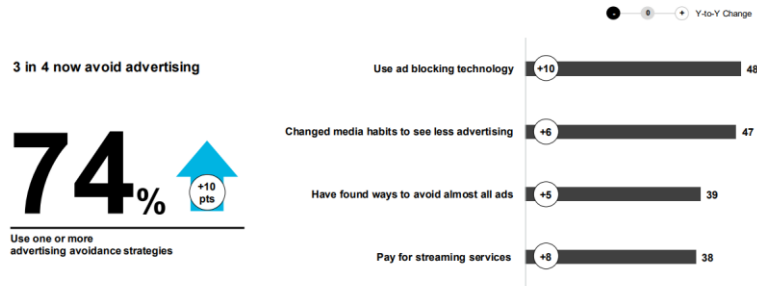 - 0 + Y-to-Y Change
3 in 4 now avoid advertising
74%
+10
pts
Use one or more
advertising avoidance strategies
Use ad blocking technology +10 48
Changed media habits to see less advertising +6 47
Have found ways to avoid almost all ads +5 39
Pay for streaming services +8 38